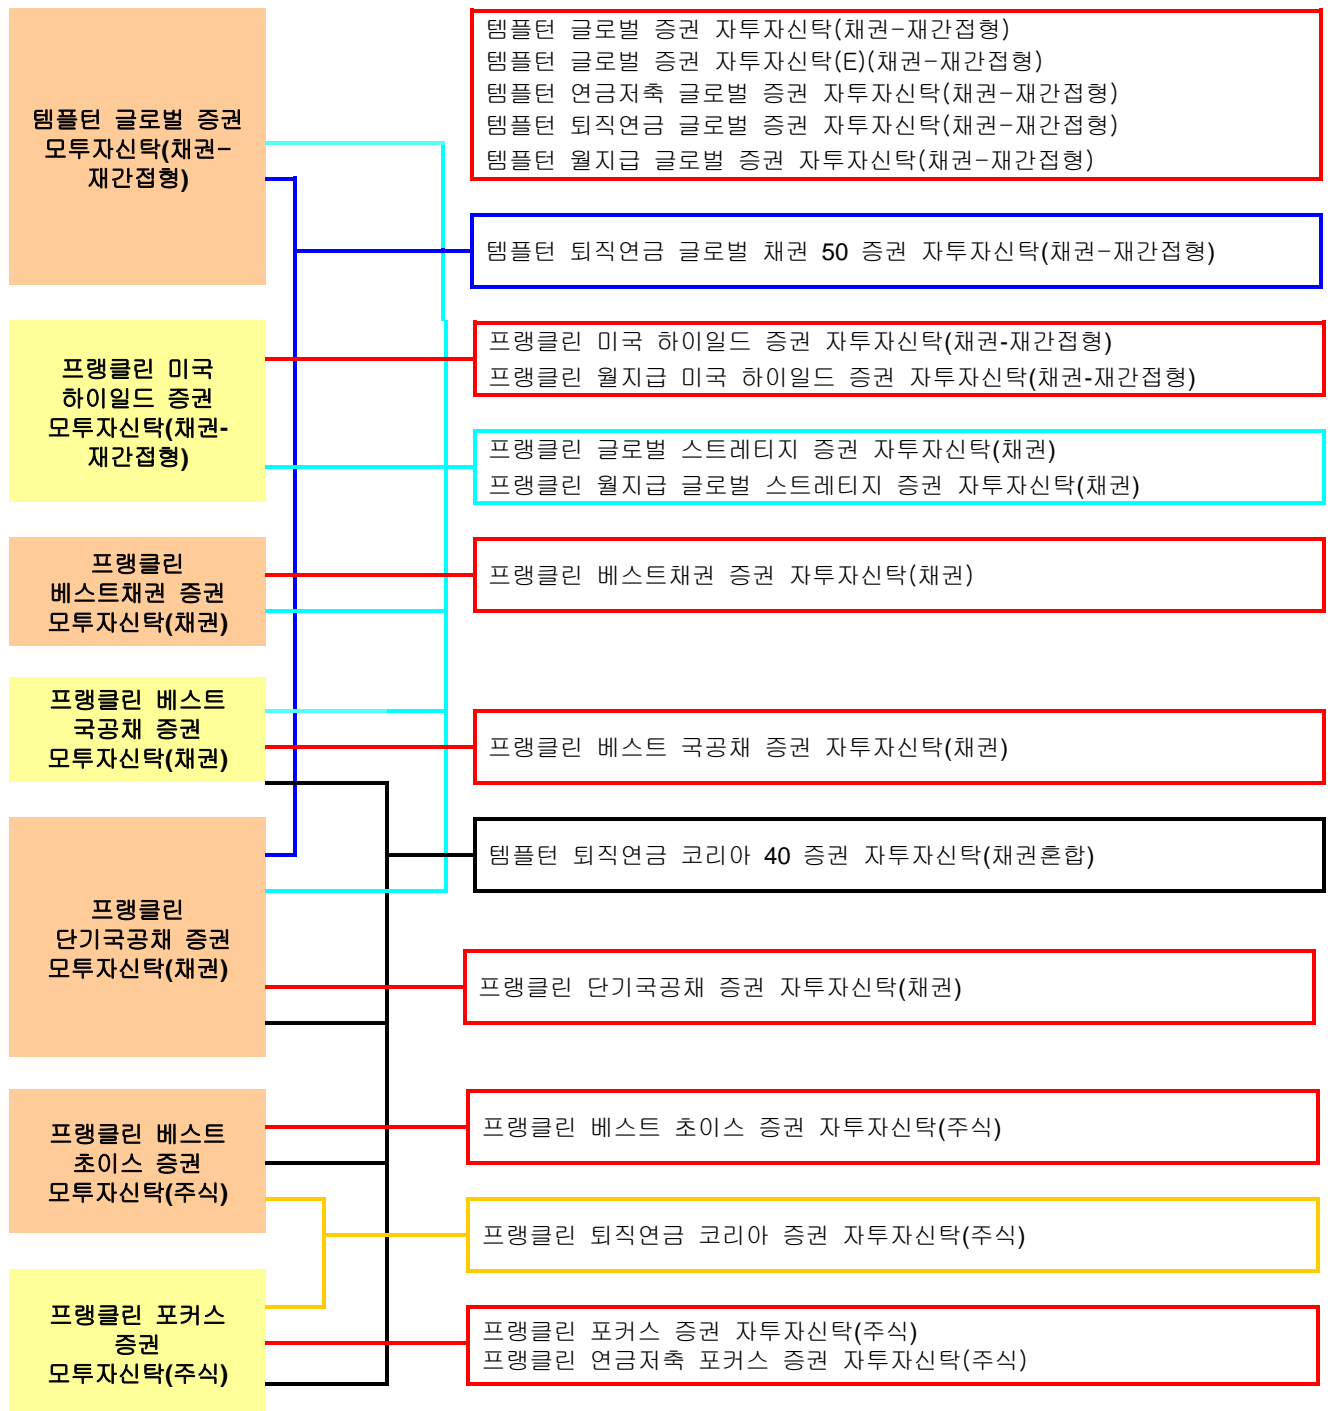 템플턴 글로벌 증권
모투자신탁(채권–
재간접형)
템플턴 글로벌 증권 자투자신탁(채권–재간접형)
템플턴 글로벌 증권 자투자신탁(E)(채권–재간접형)
템플턴 연금저축 글로벌 증권 자투자신탁(채권–재간접형)
템플턴 퇴직연금 글로벌 증권 자투자신탁(채권–재간접형)
템플턴 월지급 글로벌 증권 자투자신탁(채권–재간접형)
템플턴 퇴직연금 글로벌 채권 50 증권 자투자신탁(채권–재간접형)
프랭클린 미국
하이일드 증권
모투자신탁(채권-
재간접형)
프랭클린 미국 하이일드 증권 자투자신탁(채권-재간접형)
프랭클린 월지급 미국 하이일드 증권 자투자신탁(채권-재간접형)
프랭클린 글로벌 스트레티지 증권 자투자신탁(채권)
프랭클린 월지급 글로벌 스트레티지 증권 자투자신탁(채권)
프랭클린
베스트채권 증권
모투자신탁(채권)
프랭클린 베스트채권 증권 자투자신탁(채권)
프랭클린 베스트
국공채 증권
모투자신탁(채권)
프랭클린 베스트 국공채 증권 자투자신탁(채권)
템플턴 퇴직연금 코리아 40 증권 자투자신탁(채권혼합)
프랭클린
단기국공채 증권
모투자신탁(채권)
프랭클린 단기국공채 증권 자투자신탁(채권)
프랭클린 베스트
초이스 증권
모투자신탁(주식)
프랭클린 베스트 초이스 증권 자투자신탁(주식)
프랭클린 퇴직연금 코리아 증권 자투자신탁(주식)
프랭클린 포커스
증권
모투자신탁(주식)
프랭클린 포커스 증권 자투자신탁(주식)
프랭클린 연금저축 포커스 증권 자투자신탁(주식)